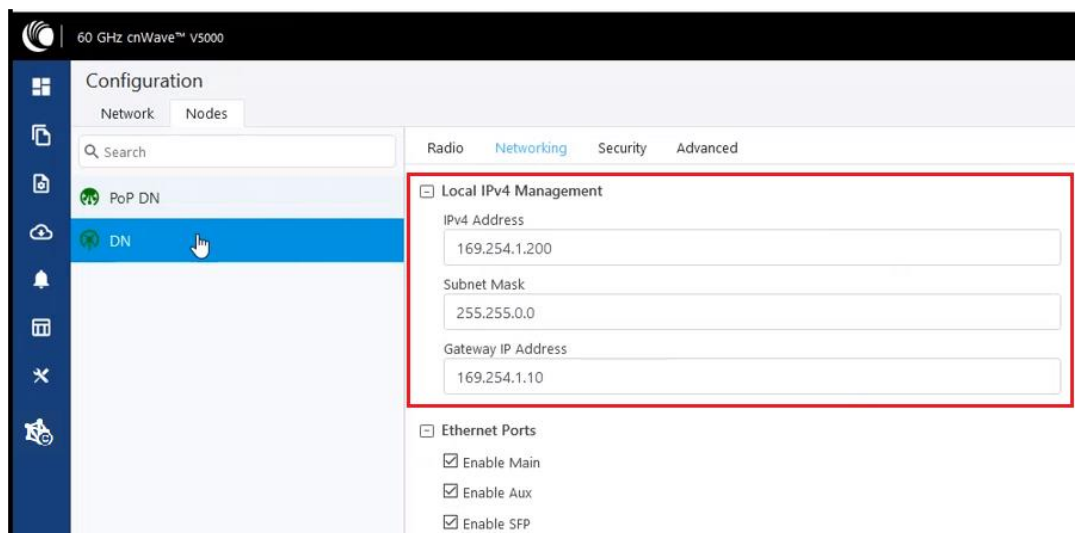 60 GHz cnWave™ V5000
Configuration
Network Nodes
Search
PoP DN
DN
Radio Networking Security Advanced
Local IPv4 Management
IPv4 Address
169.254.1.200
Subnet Mask
255.255.0.0
Gateway IP Address
169.254.1.10
Ethernet Ports
Enable Main
Enable Aux
Enable SFP